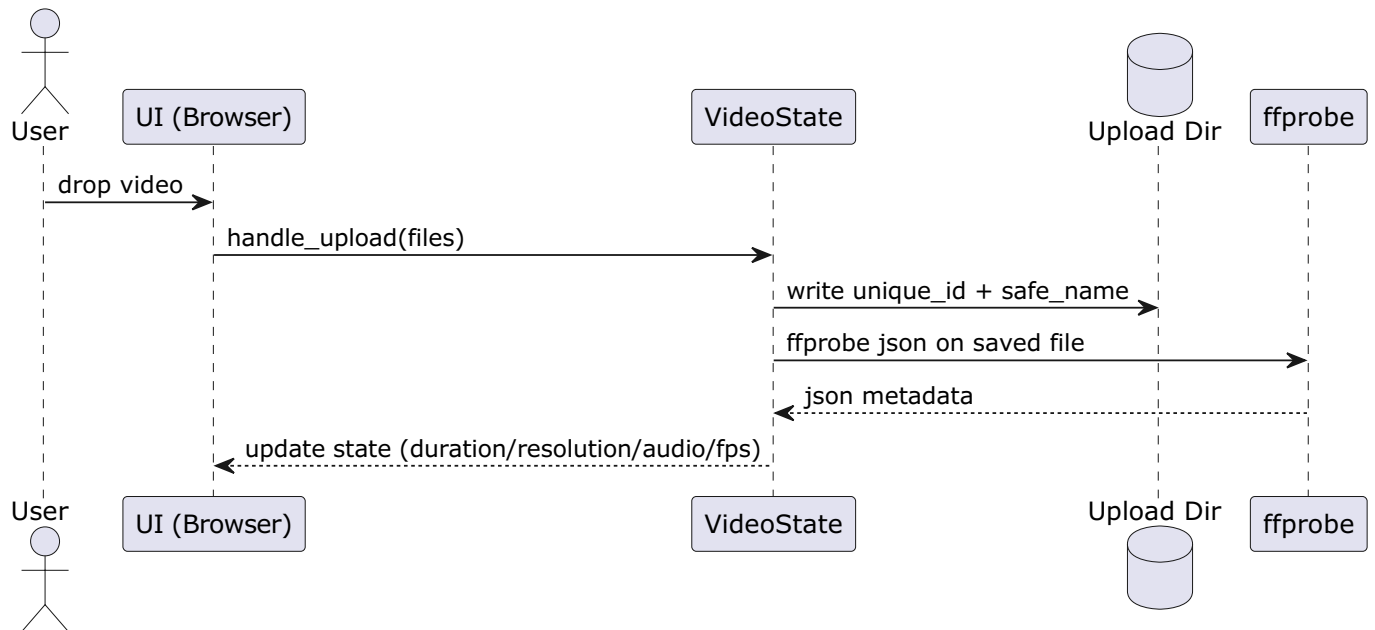 User
UI (Browser)
VideoState
Upload Dir
ffprobe
drop video
handle_upload(files)
write unique_id + safe_name
ffprobe json on saved file
json metadata
update state (duration/resolution/audio/fps)
User
UI (Browser)
VideoState
Upload Dir
ffprobe